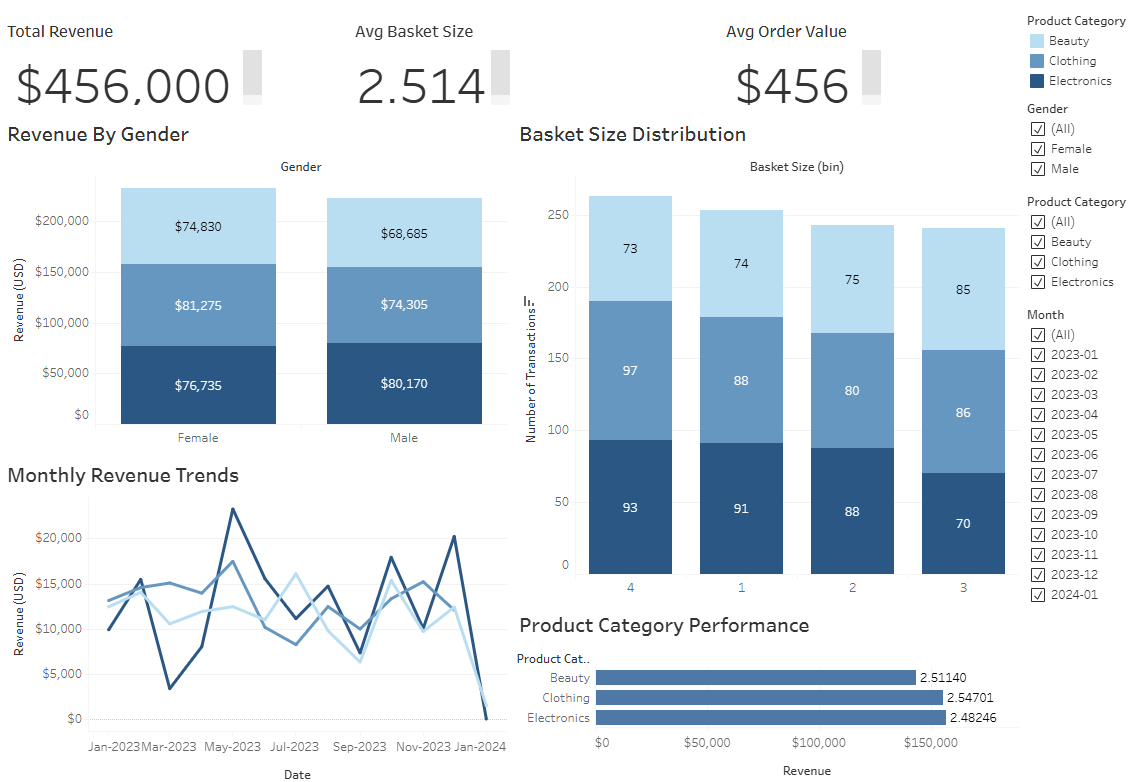 Total Revenue
$456,000
Avg Basket Size
2.514
Avg Order Value
$456
Revenue By Gender
Gender
Revenue (USD)
$200,000
$150,000
$100,000
$50,000
$0
$74,830
$81,275
$76,735
$68,685
$74,305
$80,170
Female
Male
Monthly Revenue Trends
Revenue (USD)
$20,000
$15,000
$10,000
$5,000
$0
Jan-2023
Mar-2023
May-2023
Jul-2023
Sep-2023
Nov-2023
Jan-2024
Date
Basket Size Distribution
Basket Size (bin)
Number of Transactions
250
200
150
100
50
0
73
97
93
74
88
91
75
80
88
85
86
70
4
1
2
3
Product Category Performance
Product Cat..
Beauty
2.51140
Clothing
2.54701
Electronics
2.48246
$0
$50,000
$100,000
$150,000
Revenue
Product Category
Beauty
Clothing
Electronics
Gender
(All)
Female
Male
Product Category
(All)
Beauty
Clothing
Electronics
Month
(All)
2023-01
2023-02
2023-03
2023-04
2023-05
2023-06
2023-07
2023-08
2023-09
2023-10
2023-11
2023-12
2024-01